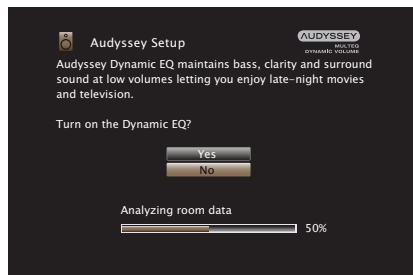 Audyssey Setup
AUDYSSEY
MULTEQ
DYNAMIC VOLUME
Audyssey Dynamic EQ maintains bass, clarity and surround
sound at low volumes letting you enjoy late-night movies
and television.
Turn on the Dynamic EQ?
Yes
No
Analyzing room data
50%